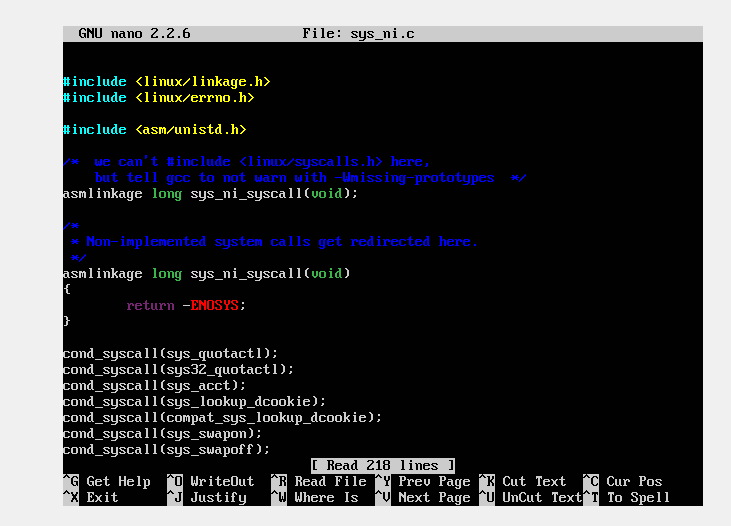 GNU nano 2.2.6 File: sys_ni.c
#include <linux/linkage.h>
#include <linux/errno.h>
#include <asm/unistd.h>
/*  we can't #include <linux/syscalls.h> here,
    but tell gcc to not warn with -Wmissing-prototypes  */
asmlinkage long sys_ni_syscall(void);
/*
 * Non-implemented system calls get redirected here.
 */
asmlinkage long sys_ni_syscall(void)
{
        return -ENOSYS;
}
cond_syscall(sys_quotactl);
cond_syscall(sys32_quotactl);
cond_syscall(sys_acct);
cond_syscall(sys_lookup_dcookie);
cond_syscall(compat_sys_lookup_dcookie);
cond_syscall(sys_swapon);
cond_syscall(sys_swapoff);
[ Read 218 lines ]
^G Get Help ^O WriteOut ^R Read File ^Y Prev Page ^K Cut Text ^C Cur Pos
^X Exit ^J Justify ^W Where Is ^V Next Page ^U UnCut Text ^T To Spell